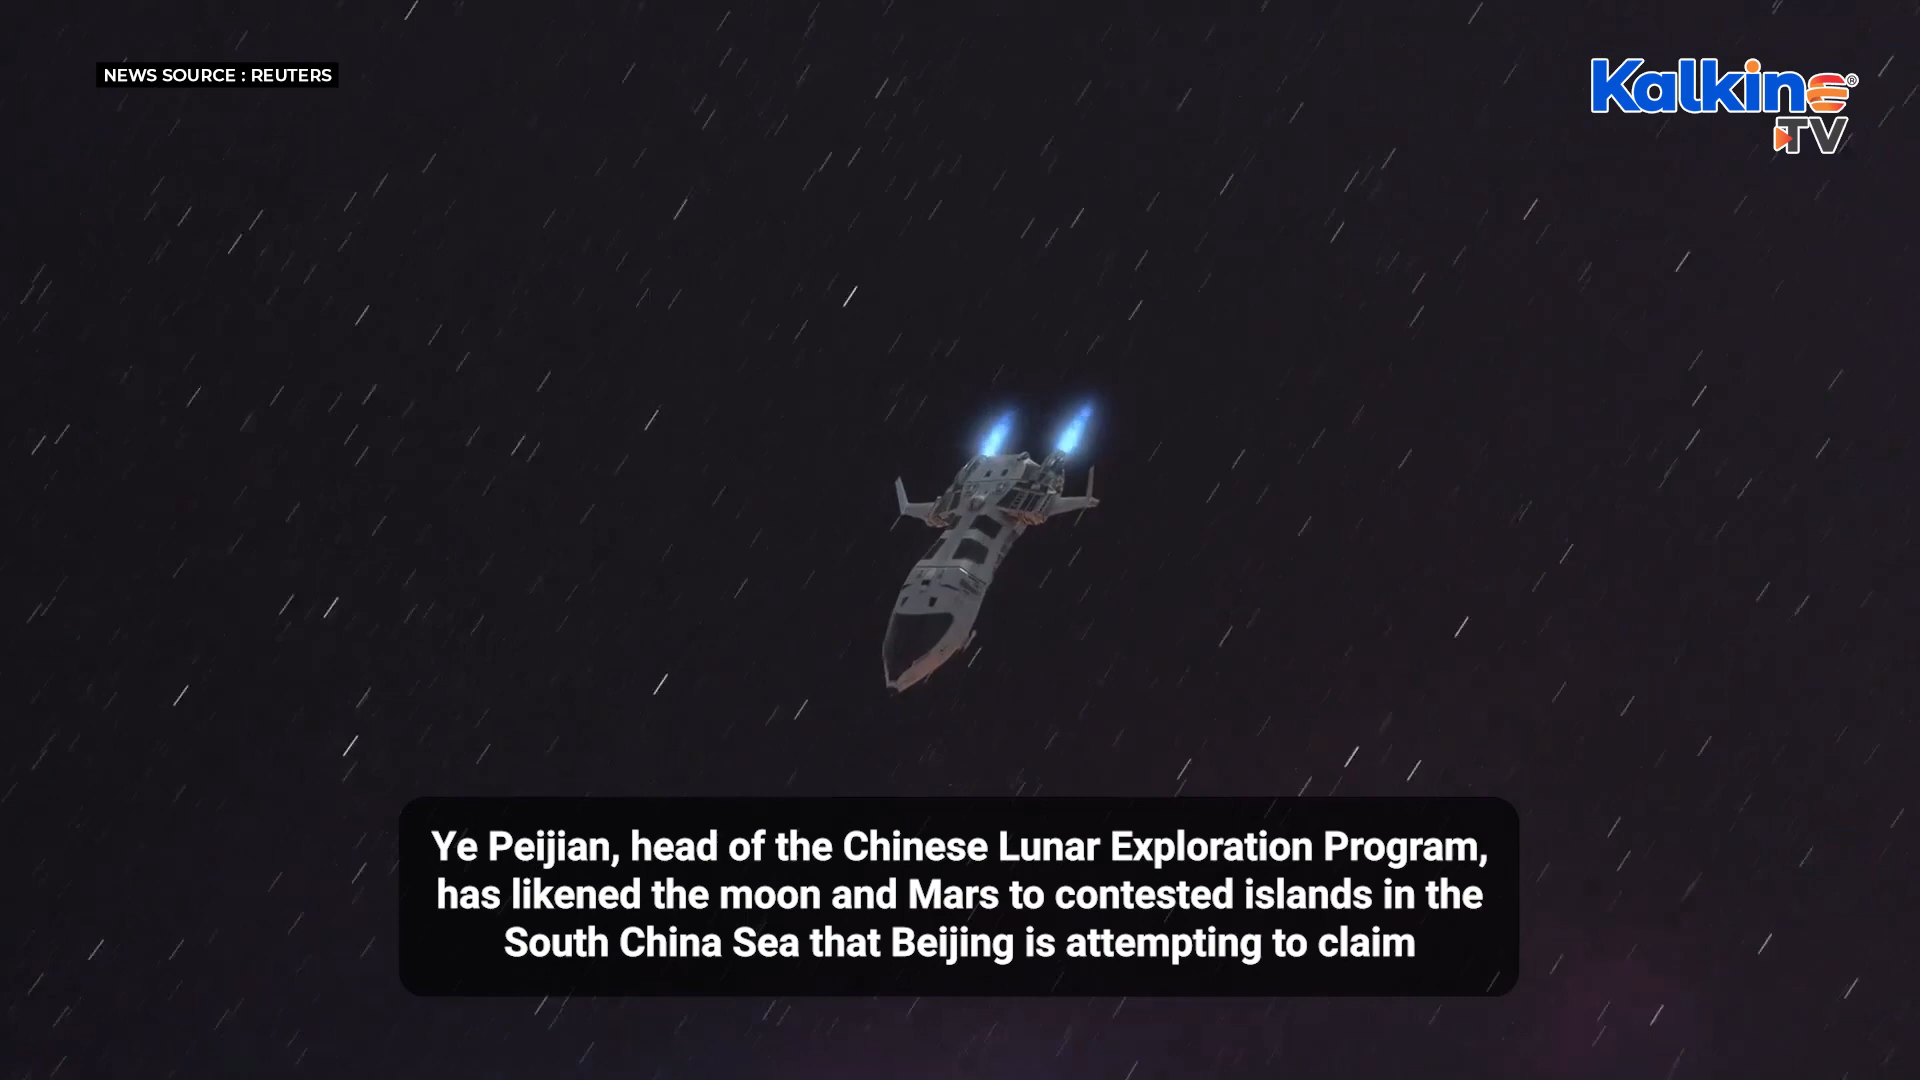 NEWS SOURCE : REUTERS
Kalkine®
TV
Ye Peijian, head of the Chinese Lunar Exploration Program,
has likened the moon and Mars to contested islands in the
South China Sea that Beijing is attempting to claim